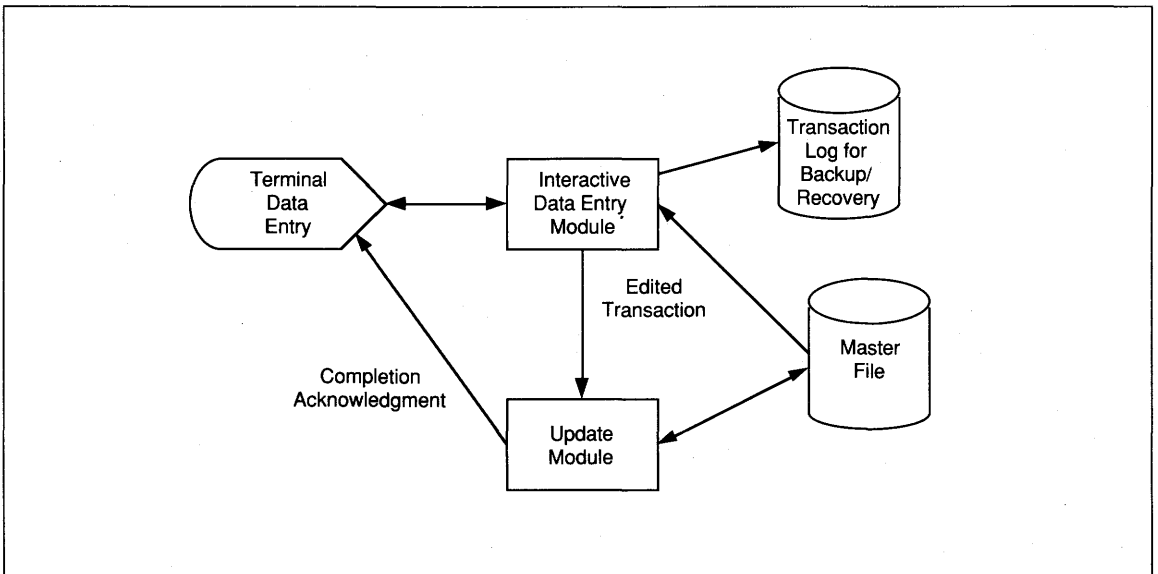 Transaction
Log for
Backup/
Recovery
Terminal
Data
Entry
Interactive
Data Entry
Module
Edited
Transaction
Master
File
Completion
Acknowledgment
Update
Module